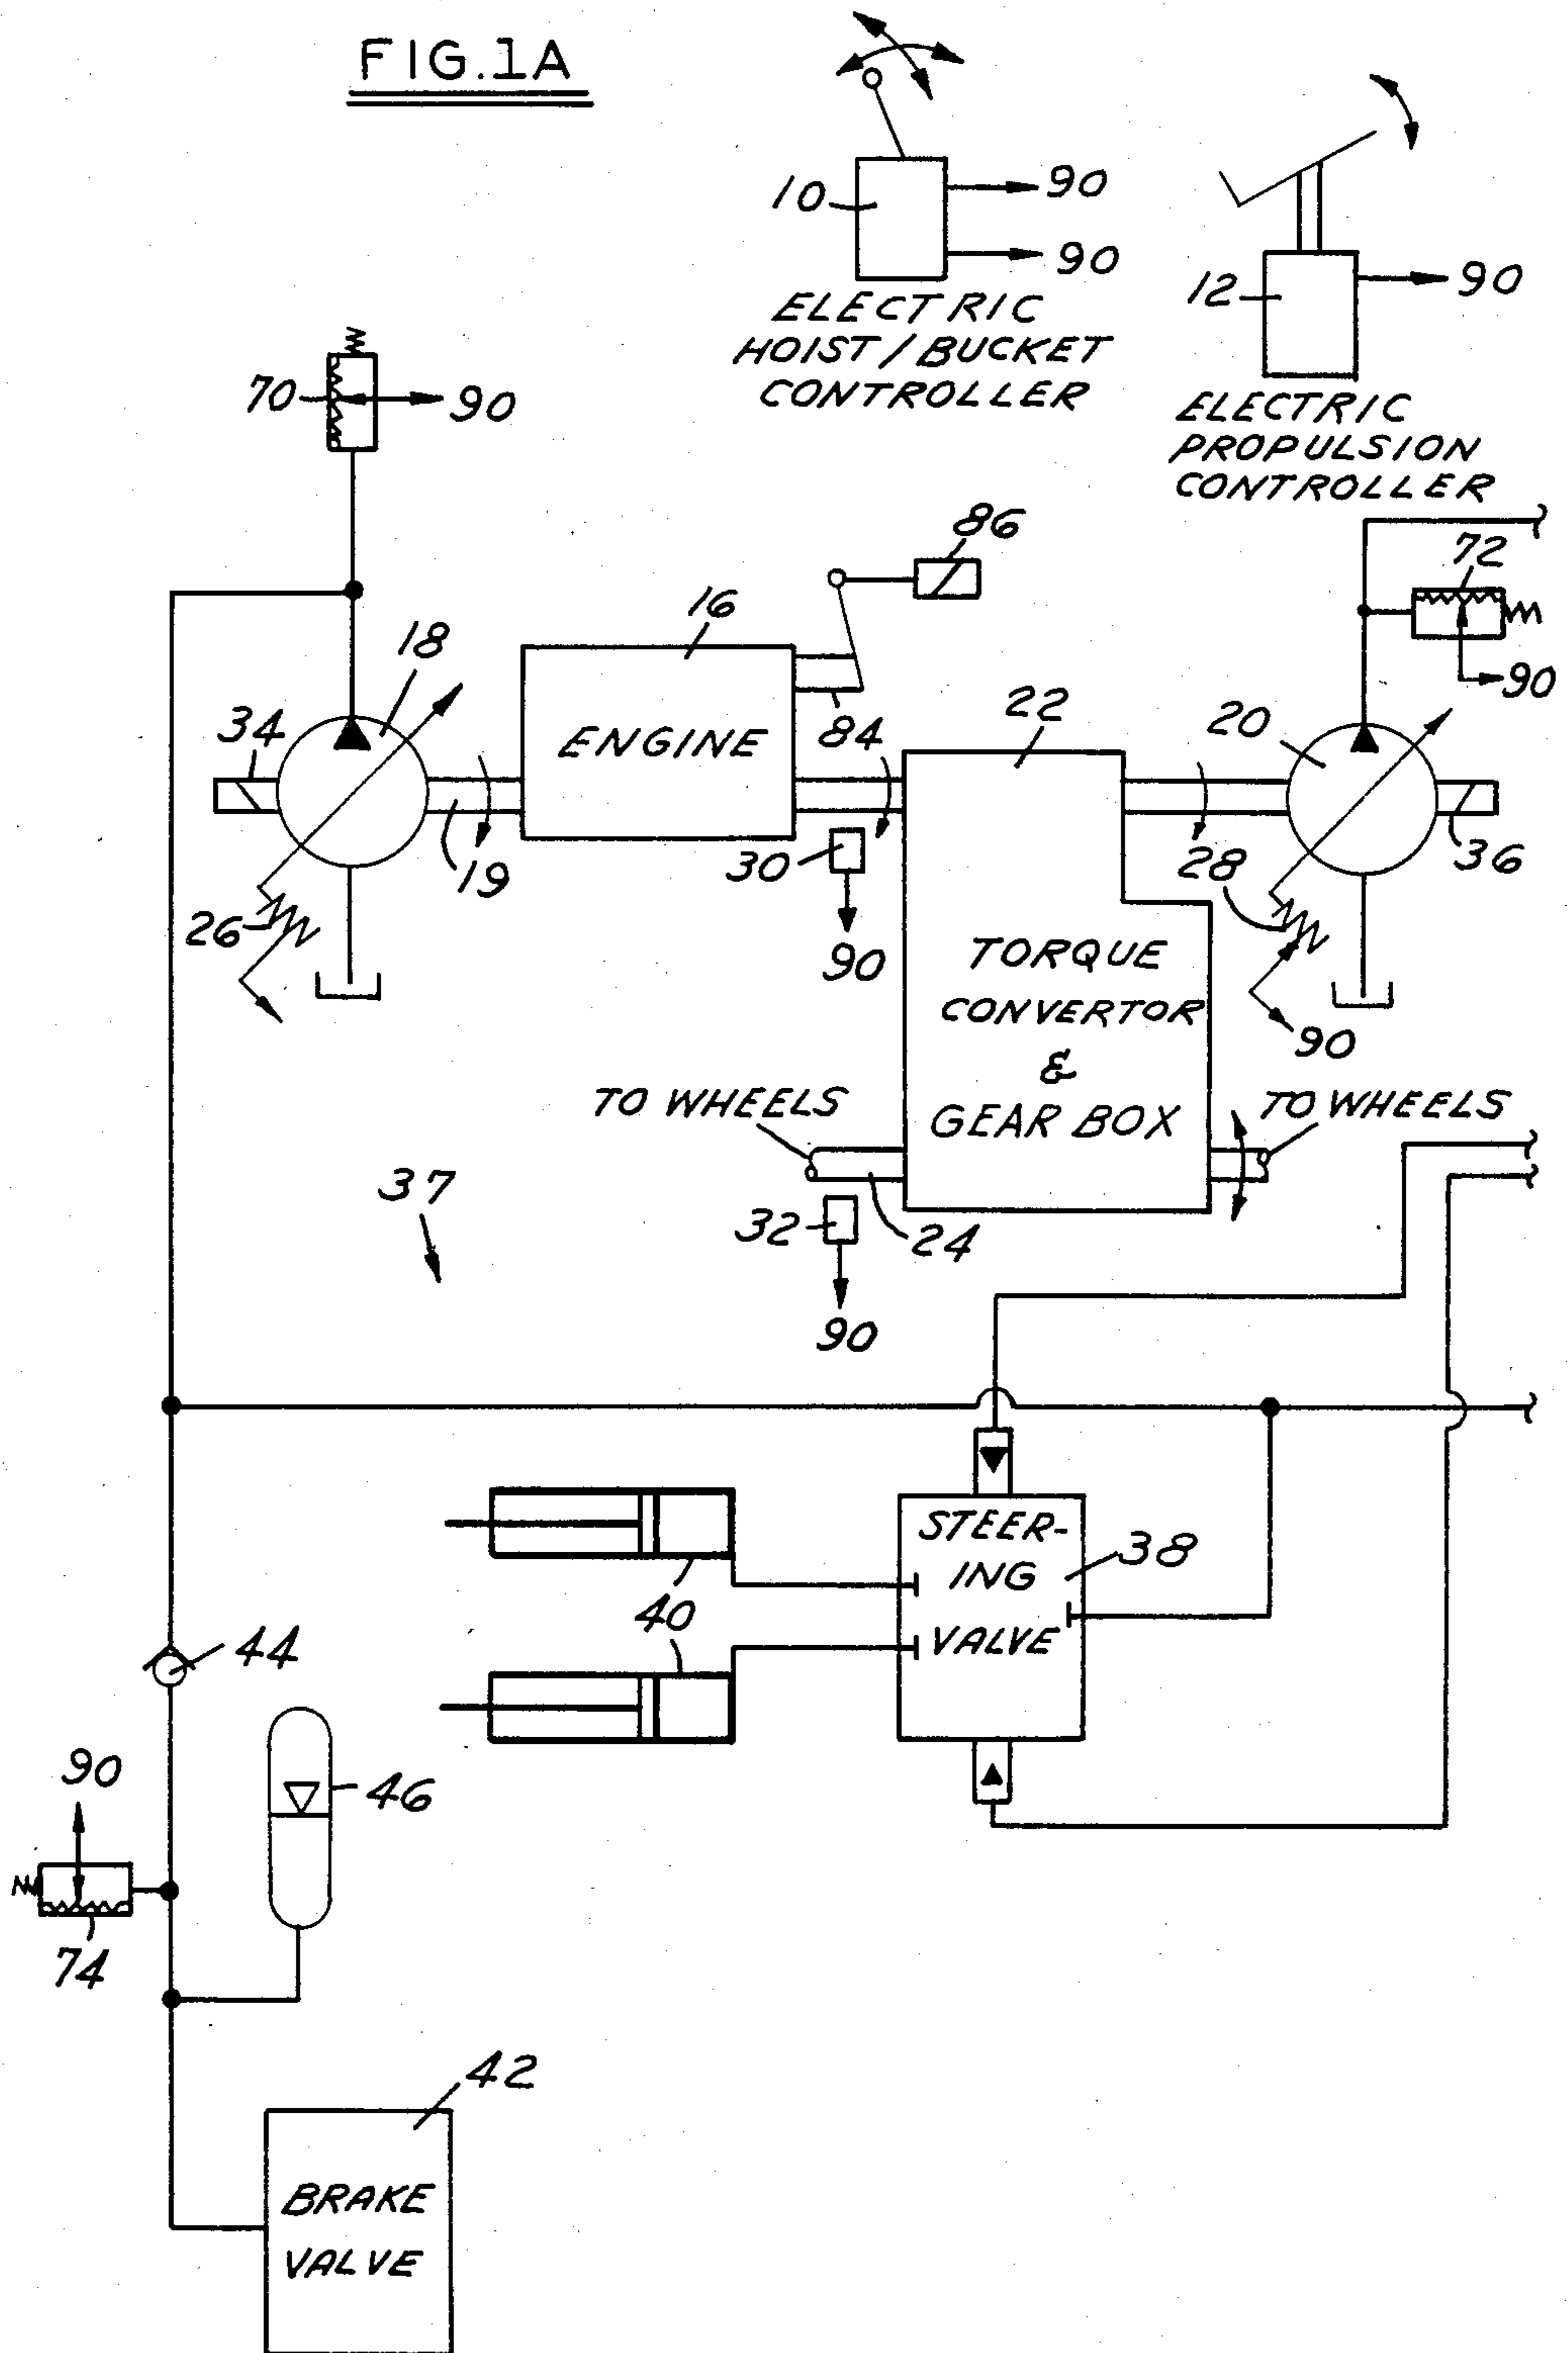 FIG.1A
10
90
90
ELECTRIC
HOIST/BUCKET
CONTROLLER
12
90
ELECTRIC
PROPULSION
CONTROLLER
70
90
86
72
90
16
18
34
ENGINE
84
22
20
36
19
26
30
90
28
90
TORQUE
CONVERTOR
&
GEAR BOX
TO WHEELS
TO WHEELS
37
32
24
90
STEER-
ING
VALVE
38
40
44
90
46
74
42
BRAKE
VALVE